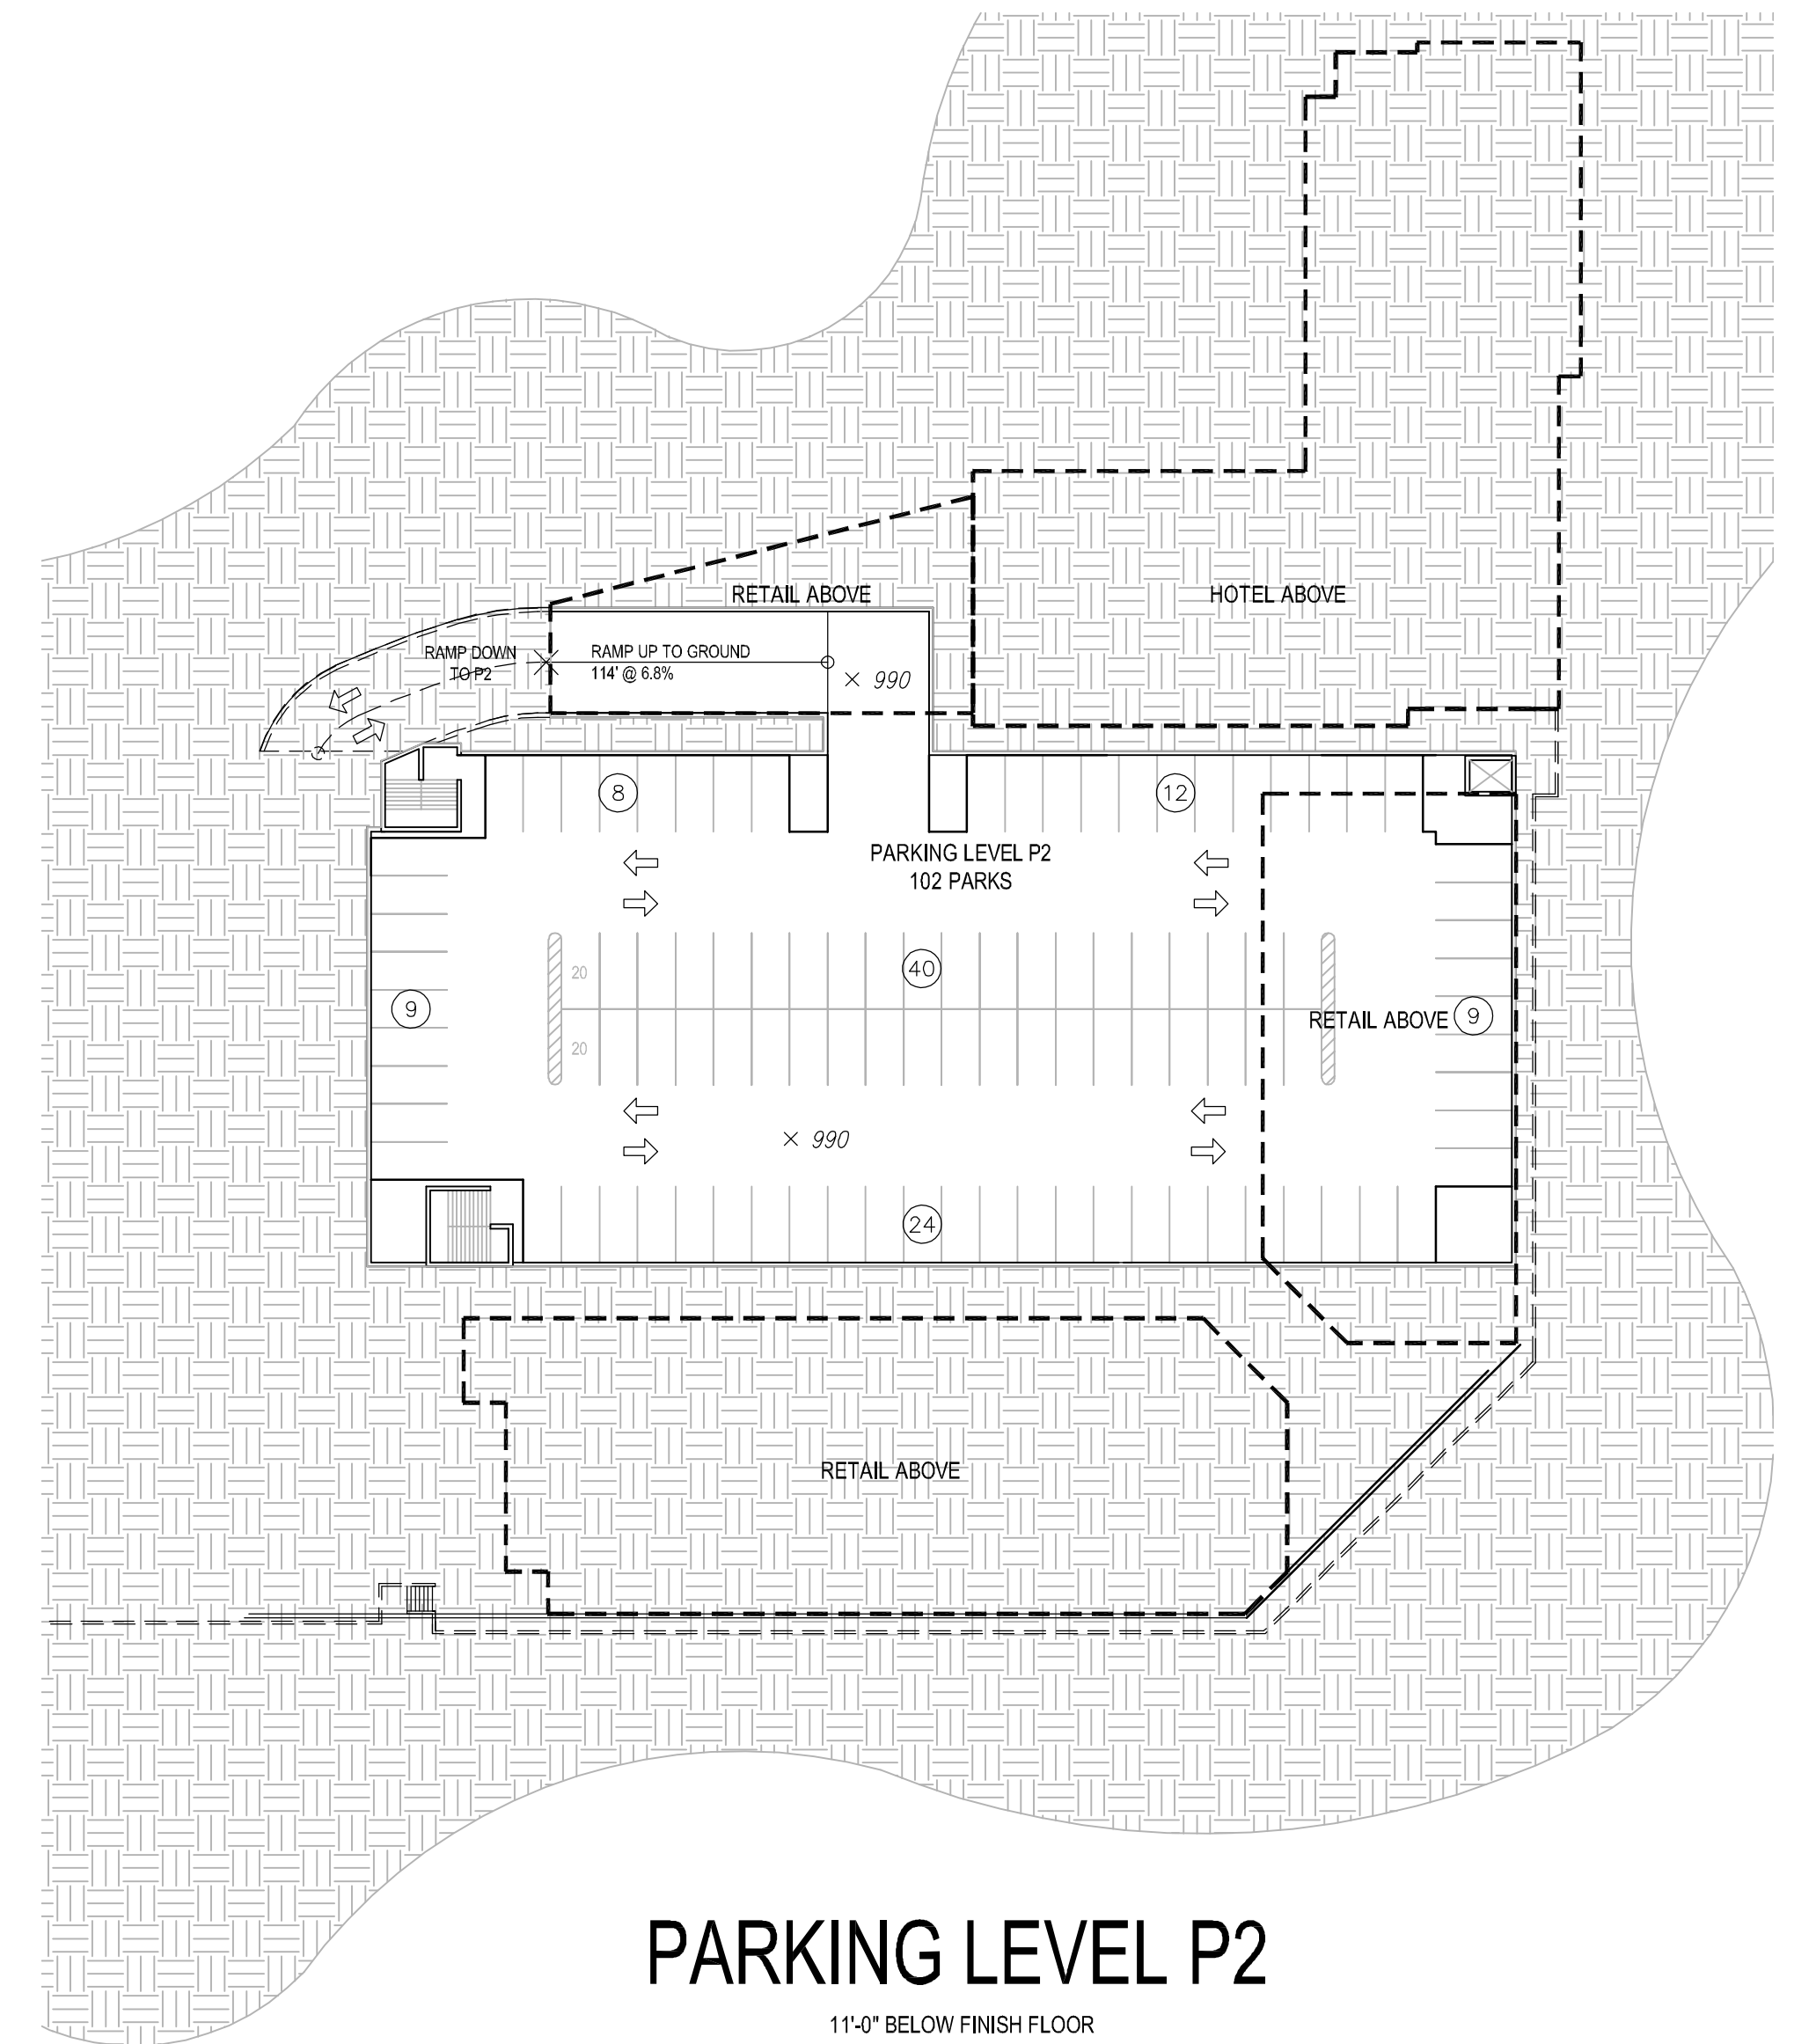 RETAIL ABOVE
HOTEL ABOVE
RAMP DOWN
TO P2
RAMP UP TO GROUND
114' @ 6.8%
990
8
12
PARKING LEVEL P2
102 PARKS
20
40
9
RETAIL ABOVE
9
20
990
24
RETAIL ABOVE
PARKING LEVEL P2
11'-0" BELOW FINISH FLOOR